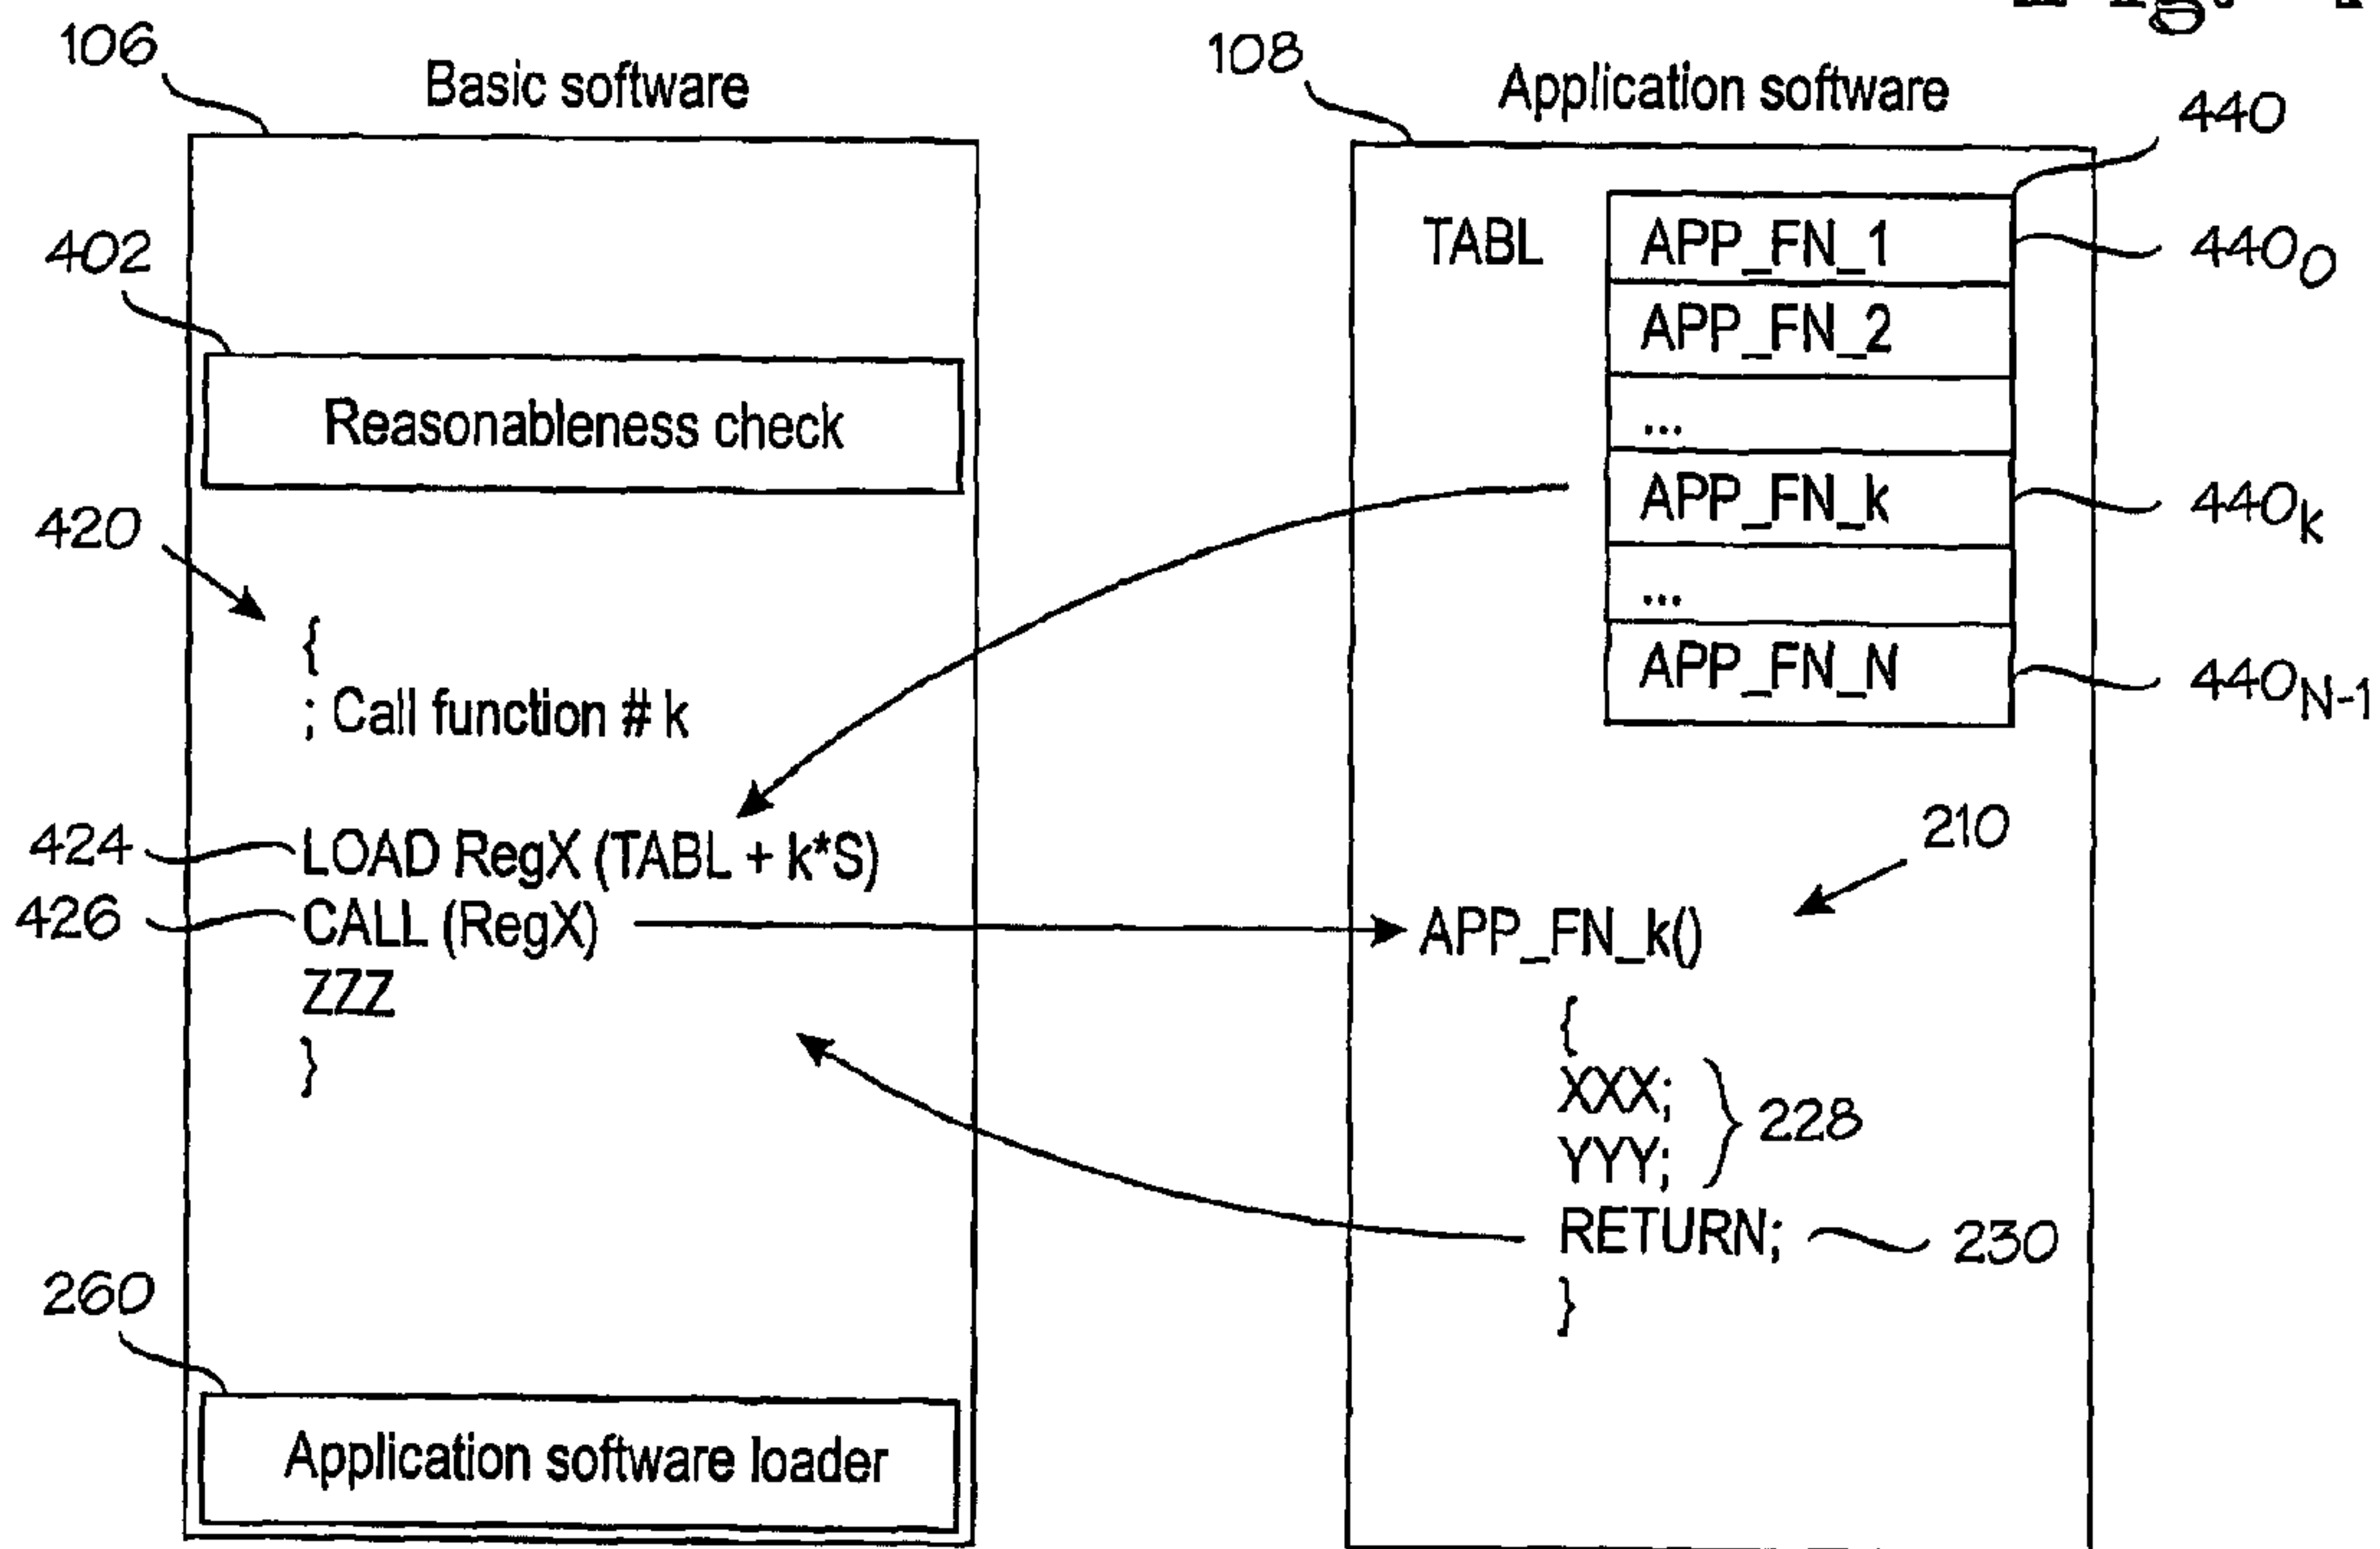 106
Basic software
108
Application software
440
402
TABL
APP_FN_1
440₀
APP_FN_2
Reasonableness check
...
420
APP_FN_k
440ₖ
...
{
APP_FN_N
440N-1
; Call function # k
424
LOAD RegX (TABL + k*S)
210
426
CALL (RegX)
APP_FN_k()
ZZZ
{
}
XXX;
YYY;
} 228
RETURN;
230
260
}
Application software loader